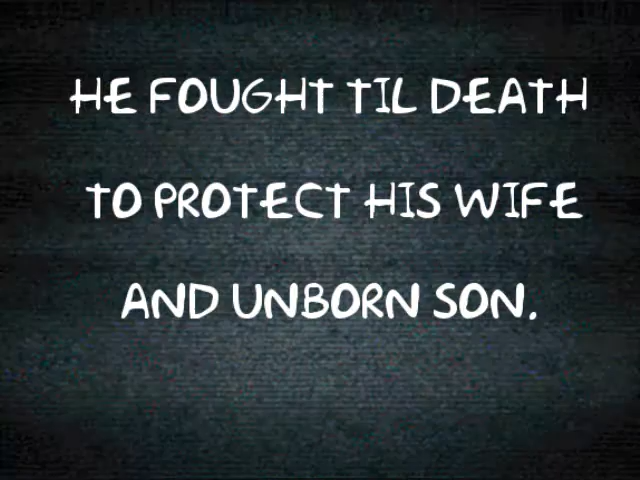 HE FOUGHT TIL DEATH
TO PROTECT HIS WIFE
AND UNBORN SON.